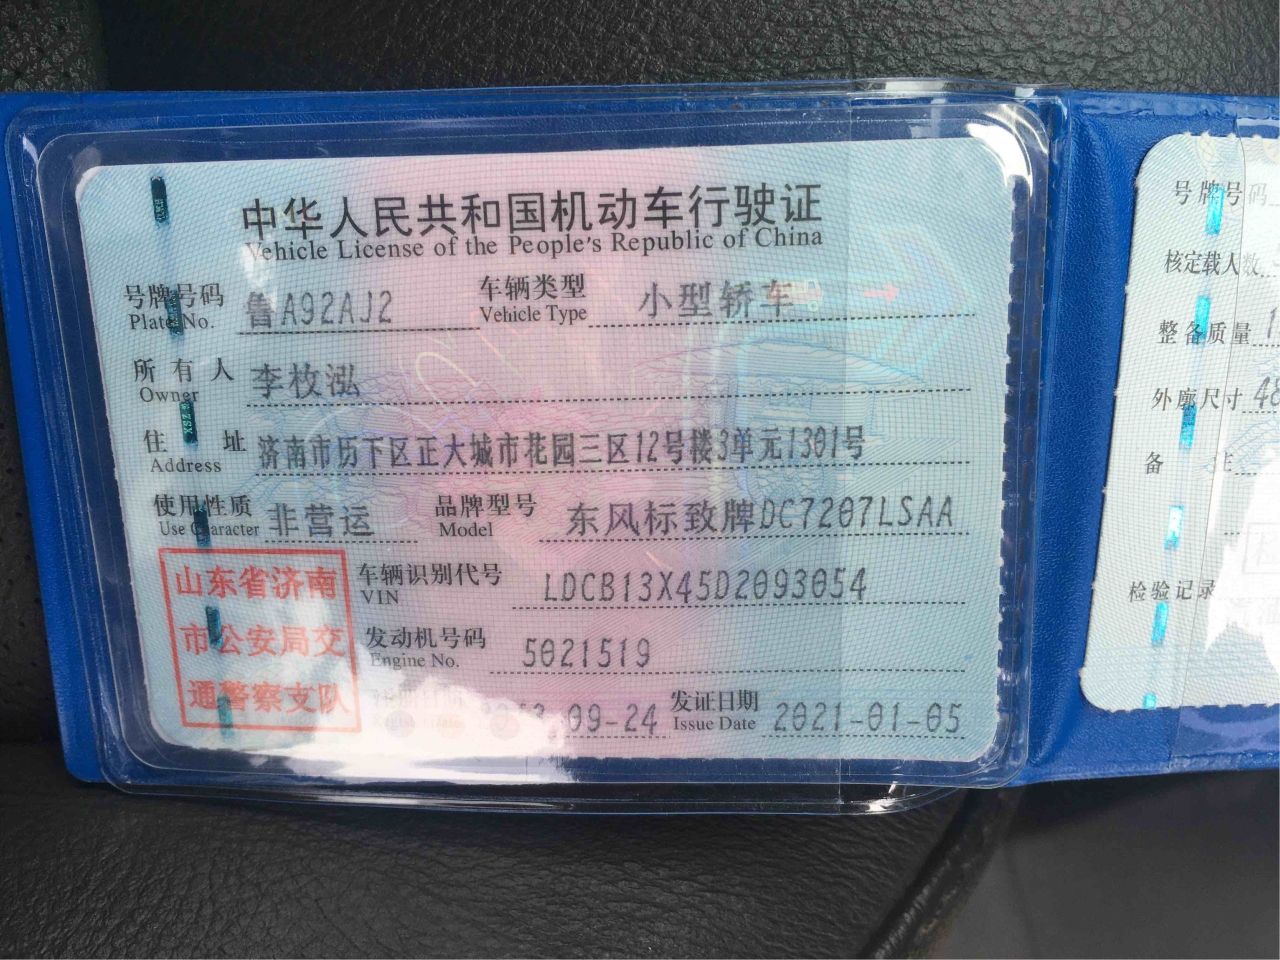 中华人民共和国机动车行驶证
Vehicle License of the People's Republic of China
号牌号码 鲁A92AJ2 车辆类型 小型轿车
Plate No. Vehicle Type
所有人 李枚泓
Owner
住址 济南市历下区正大城市花园三区12号楼3单元1301号
Address
使用性质 非营运 品牌型号 东风标致牌DC7207LSAA
Use Character Model
山东省济南
市公安局交
通警察支队
车辆识别代号 LDCB13X45D2093054
VIN
发动机号码 5021519
Engine No.
注册日期 09-24 发证日期 2021-01-05
Issue Date
号牌号码
核定载人数
整备质量
外廓尺寸
备注
检验记录